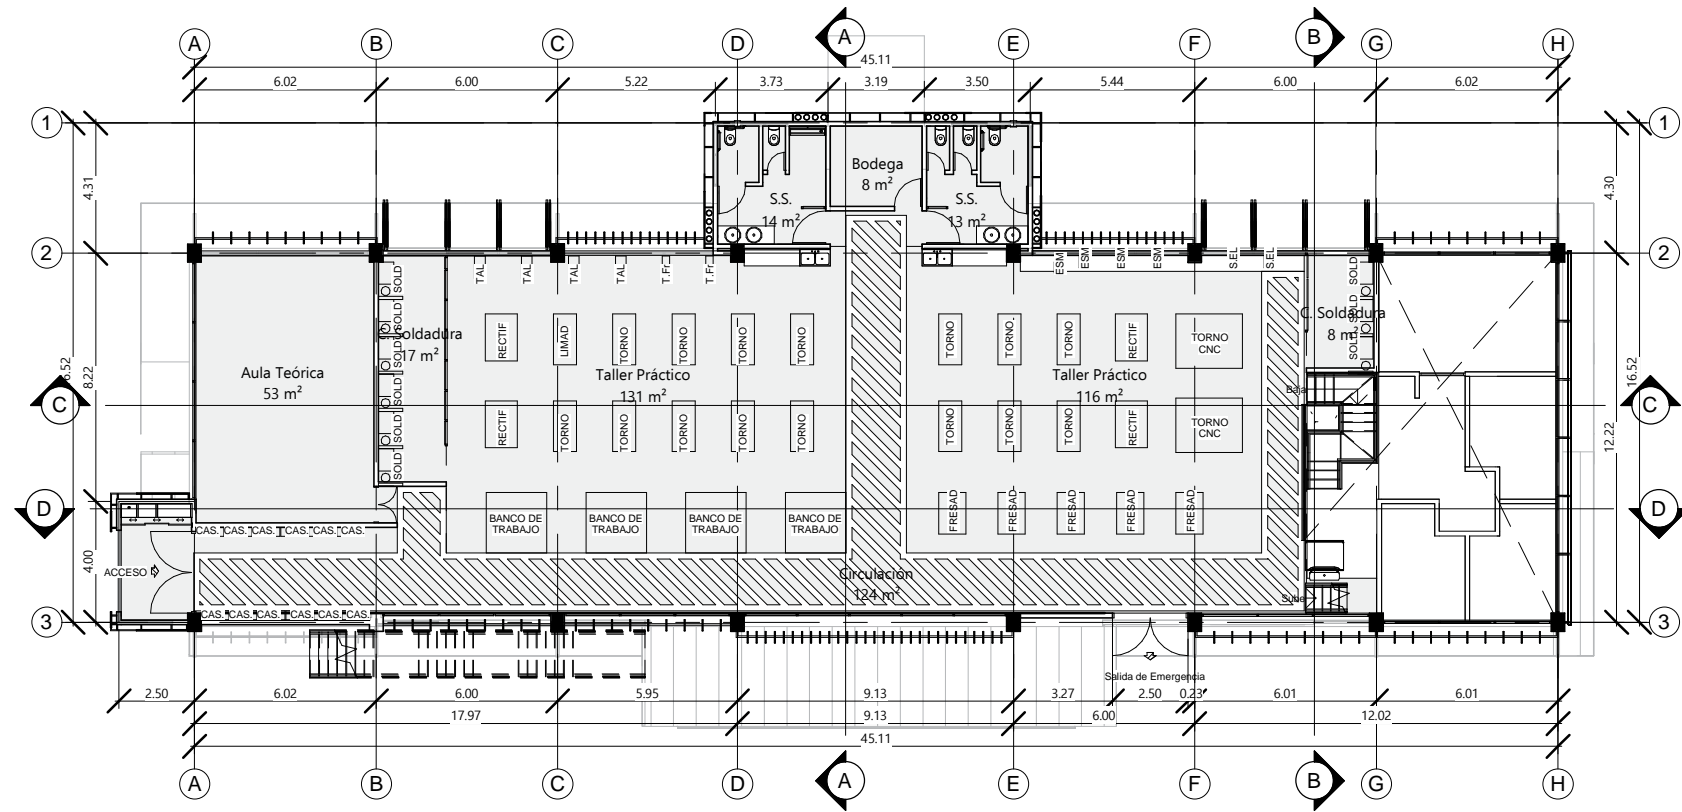 A B C D A E F B G H
45.11
6.02 6.00 5.22 3.73 3.19 3.50 5.44 6.00 6.02
1 1
Bodega
8 m²
S.S. S.S.
14 m² 13 m²
4.31 4.30
2 2
TAL TAL TAL TAL T.Fr T.Fr ESM ESM ESM ESM S.EL S.EL
SOLD SOLD SOLD SOLD SOLD SOLD
SOLD SOLD SOLD
Soldadura
17 m²
C. Soldadura
8 m²
RECTIF LIMAD TORNO TORNO TORNO TORNO
TORNO TORNO TORNO RECTIF TORNO
CNC
Aula Teórica
53 m²
Taller Práctico
131 m²
Taller Práctico
116 m²
Baja
6.52 8.22 16.52 12.22
C C
RECTIF TORNO TORNO TORNO TORNO TORNO
TORNO TORNO TORNO RECTIF TORNO
CNC
D D
BANCO DE
TRABAJO
BANCO DE
TRABAJO
BANCO DE
TRABAJO
BANCO DE
TRABAJO
FRESAD FRESAD FRESAD FRESAD FRESAD
CAS. CAS. CAS. CAS. CAS. CAS.
4.00
ACCESO
Circulación
124 m²
Sube
CAS. CAS. CAS. CAS. CAS. CAS.
3 3
Salida de Emergencia
2.50 6.02 6.00 5.95 9.13 3.27 2.50 0.23 6.01 6.01
17.97 9.13 6.00 12.02
45.11
A B C D A E F B G H